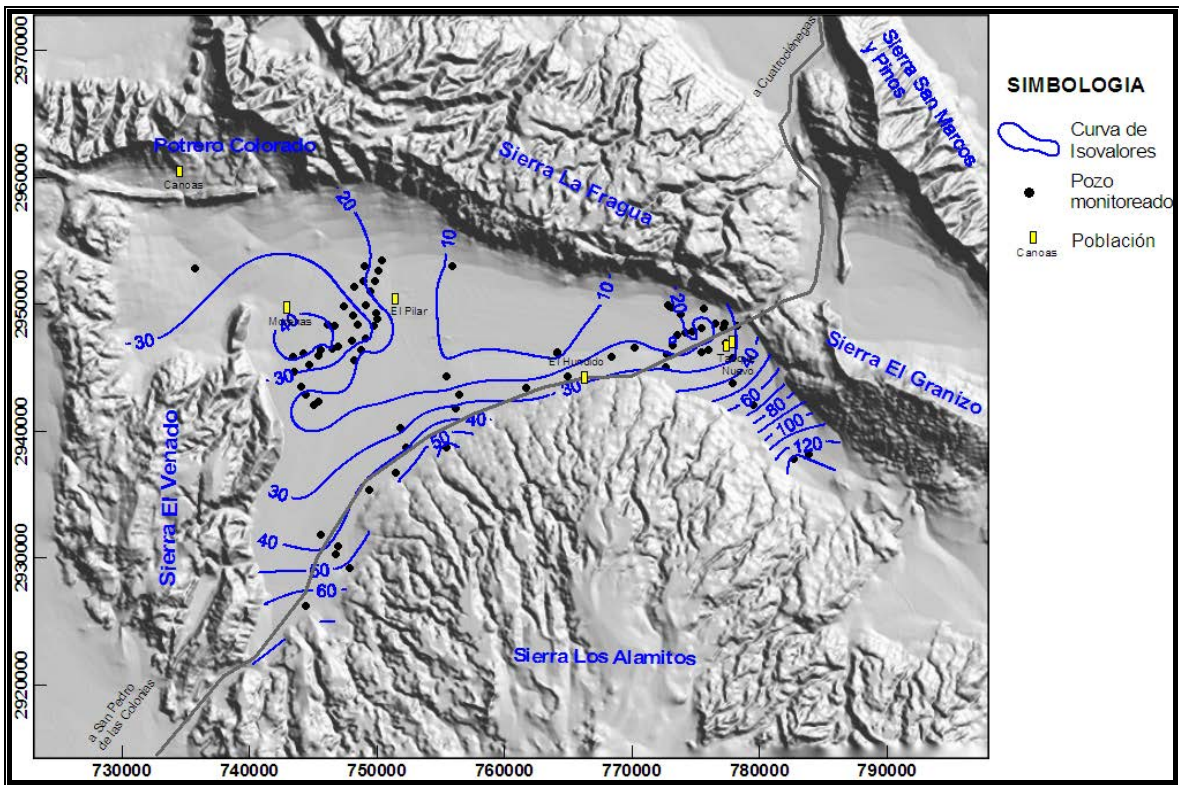 2970000
2960000
2950000
2940000
2930000
2920000
730000
740000
750000
760000
770000
780000
790000
a Cuatrociénegas
Sierra San Marcos
y Pinos
Potrero Colorado
Canoas
Sierra La Fragua
20
10
10
20
30
40
El Pilar
30
El Hundido
30
Nuevo
40
60
80
100
120
Sierra El Granizo
Sierra El Venado
40
50
30
40
50
60
Sierra Los Alamitos
a San Pedro
de las Colonias
SIMBOLOGIA
Curva de
Isovalores
Pozo
monitoreado
Población
Canoas